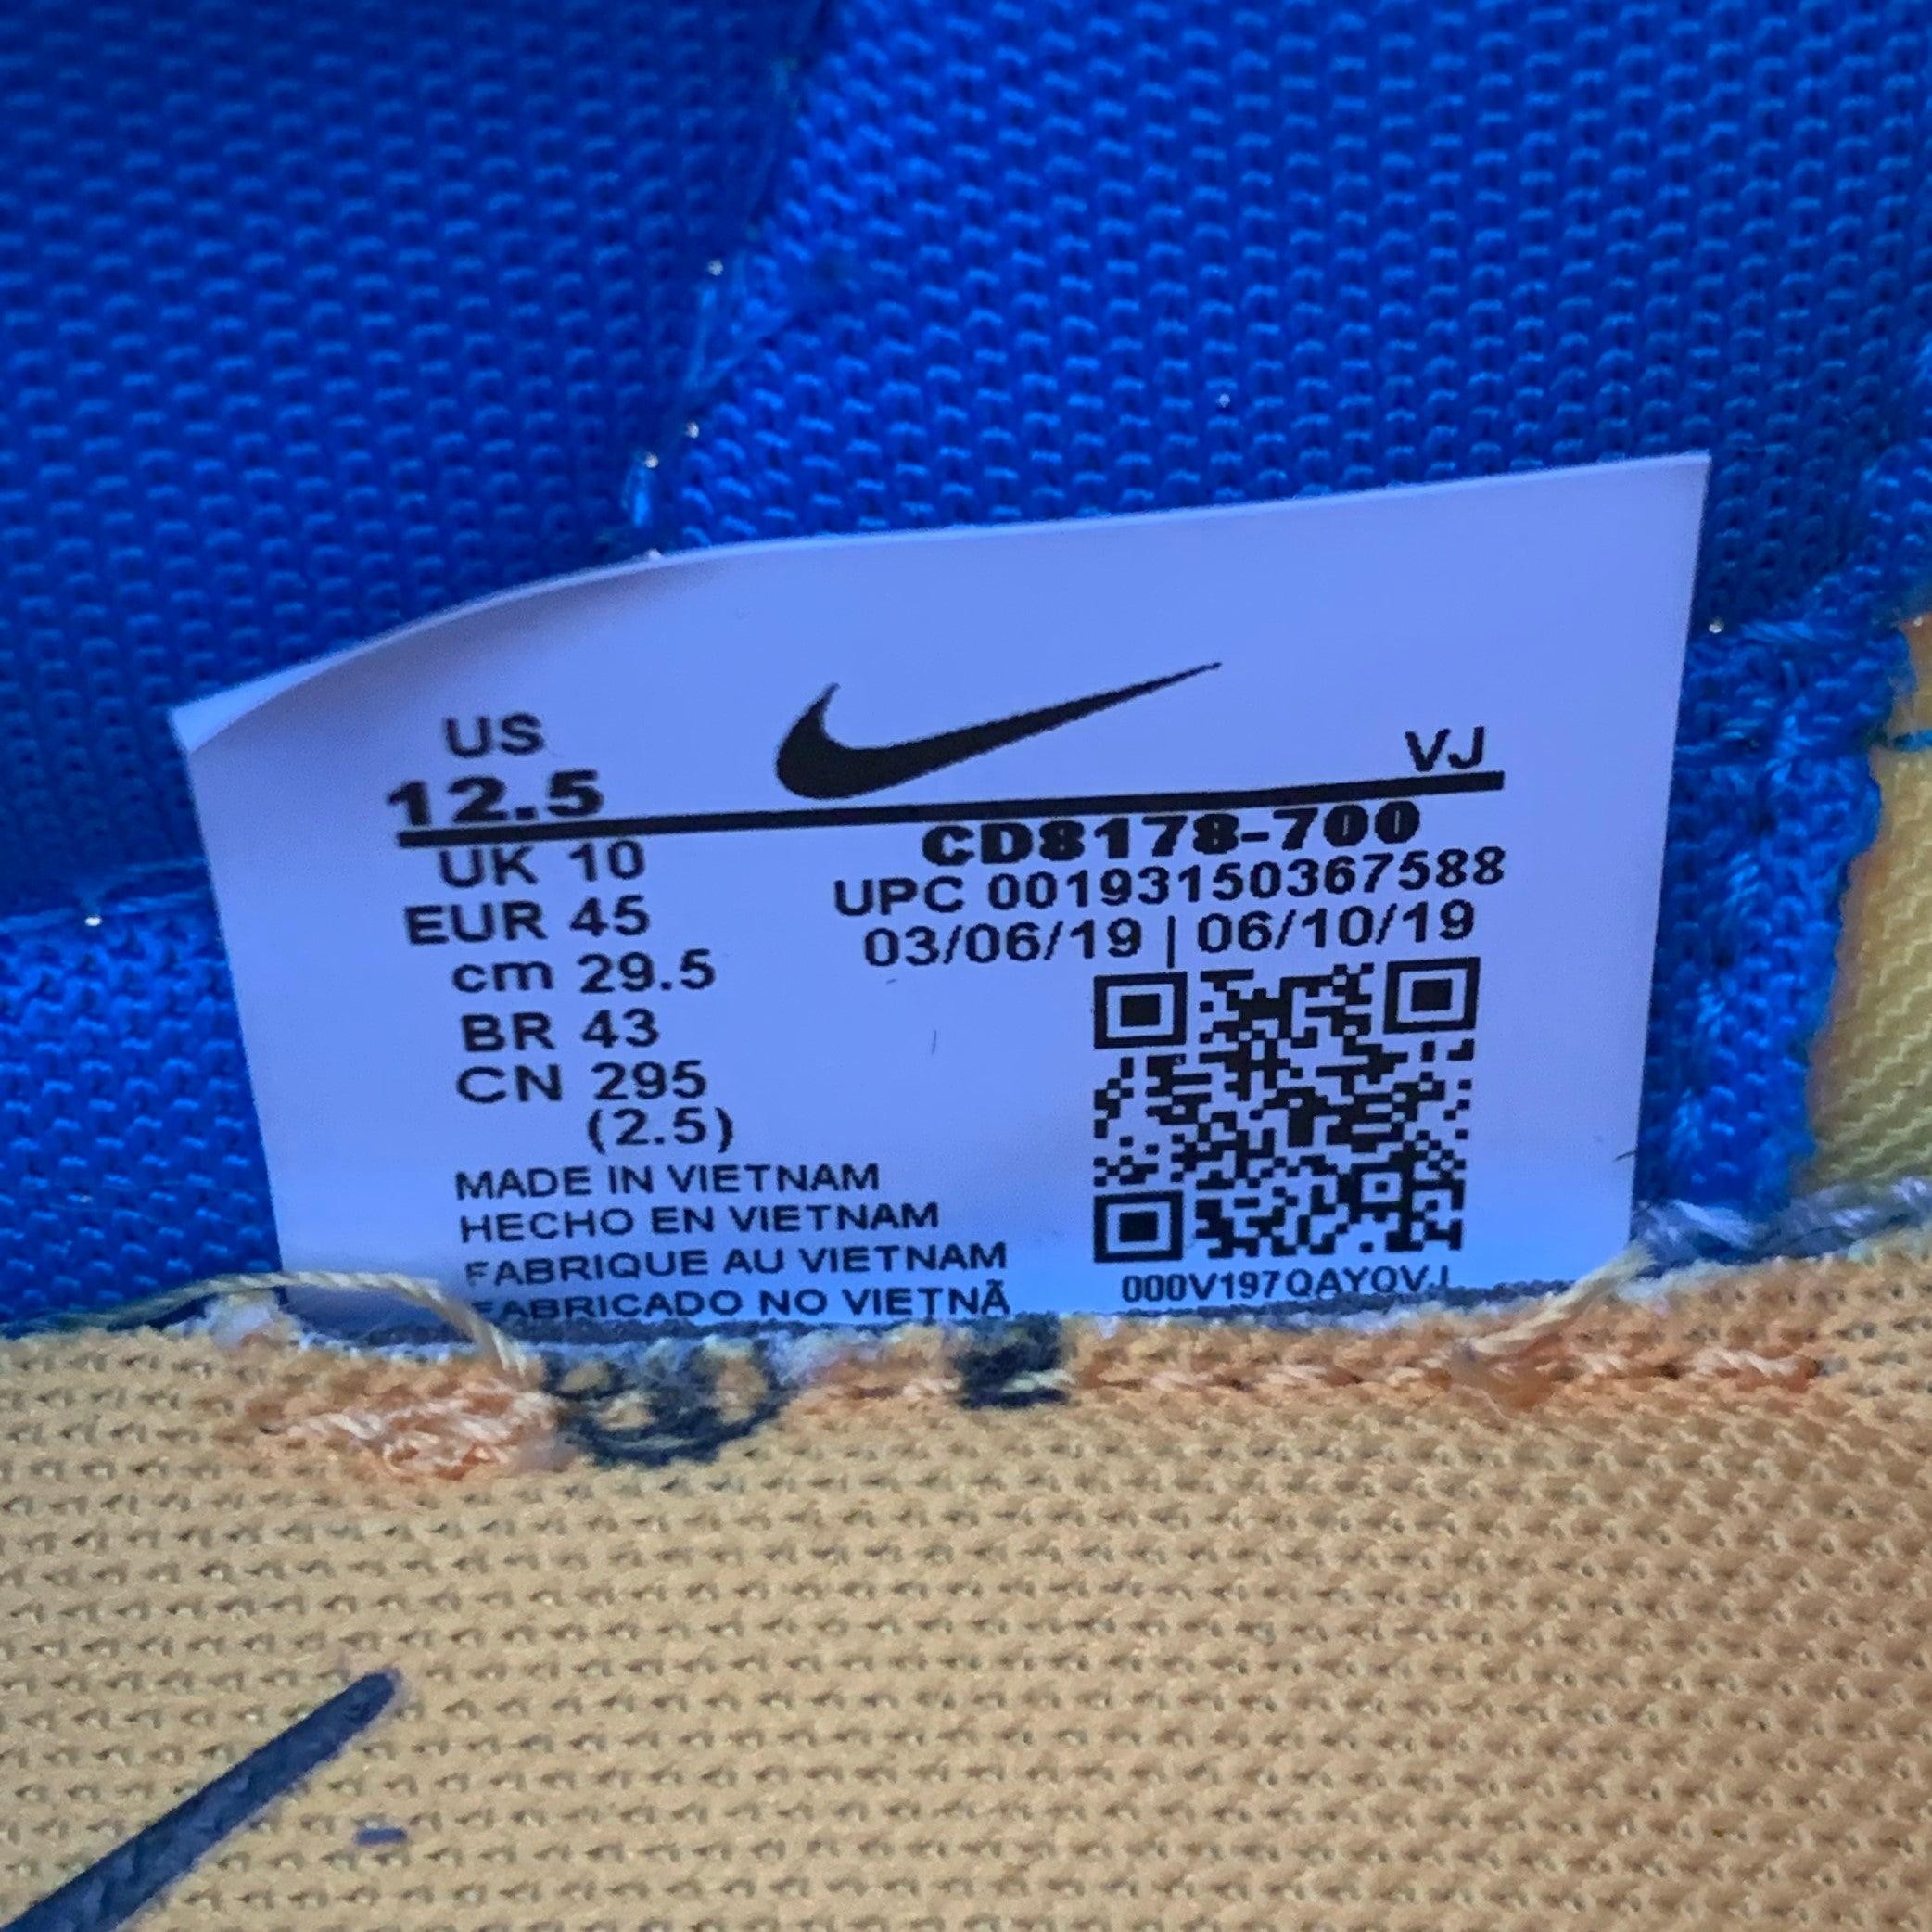 US
12.5
VJ
UK 10
EUR 45
cm 29.5
BR 43
CN 295
(2.5)
CD8178-700
UPC 00193150367588
03/06/19 | 06/10/19
MADE IN VIETNAM
HECHO EN VIETNAM
FABRIQUE AU VIETNAM
FABRICADO NO VIETNÃ
000V197QAYQVJ